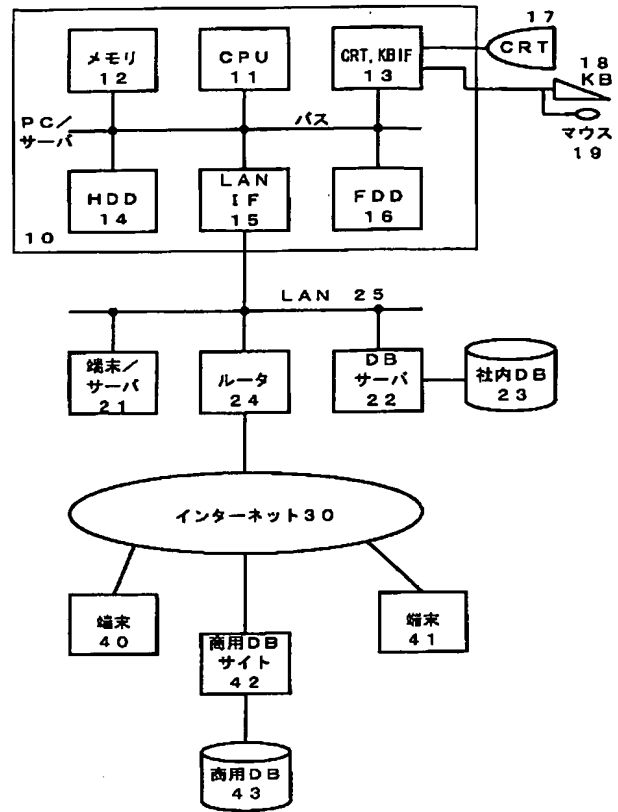 17
CRT
メモリ
12
CPU
11
CRT, KBIF
13
18
KB
マウス
19
PC/
サーバ
バス
HDD
14
LAN
IF
15
FDD
16
10
LAN 25
端末/
サーバ
21
ルータ
24
DB
サーバ
22
社内DB
23
インターネット30
端末
40
端末
41
商用DB
サイト
42
商用DB
43